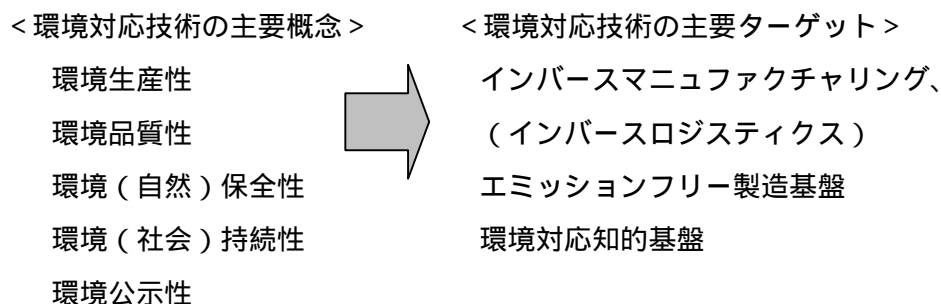 <環境対応技術の主要概念>
環境生産性
環境品質性
環境(自然)保全性
環境(社会)持続性
環境公示性
<環境対応技術の主要ターゲット>
インバースマニュファクチャリング、
(インバースロジスティクス)
エミッションフリー製造基盤
環境対応知的基盤